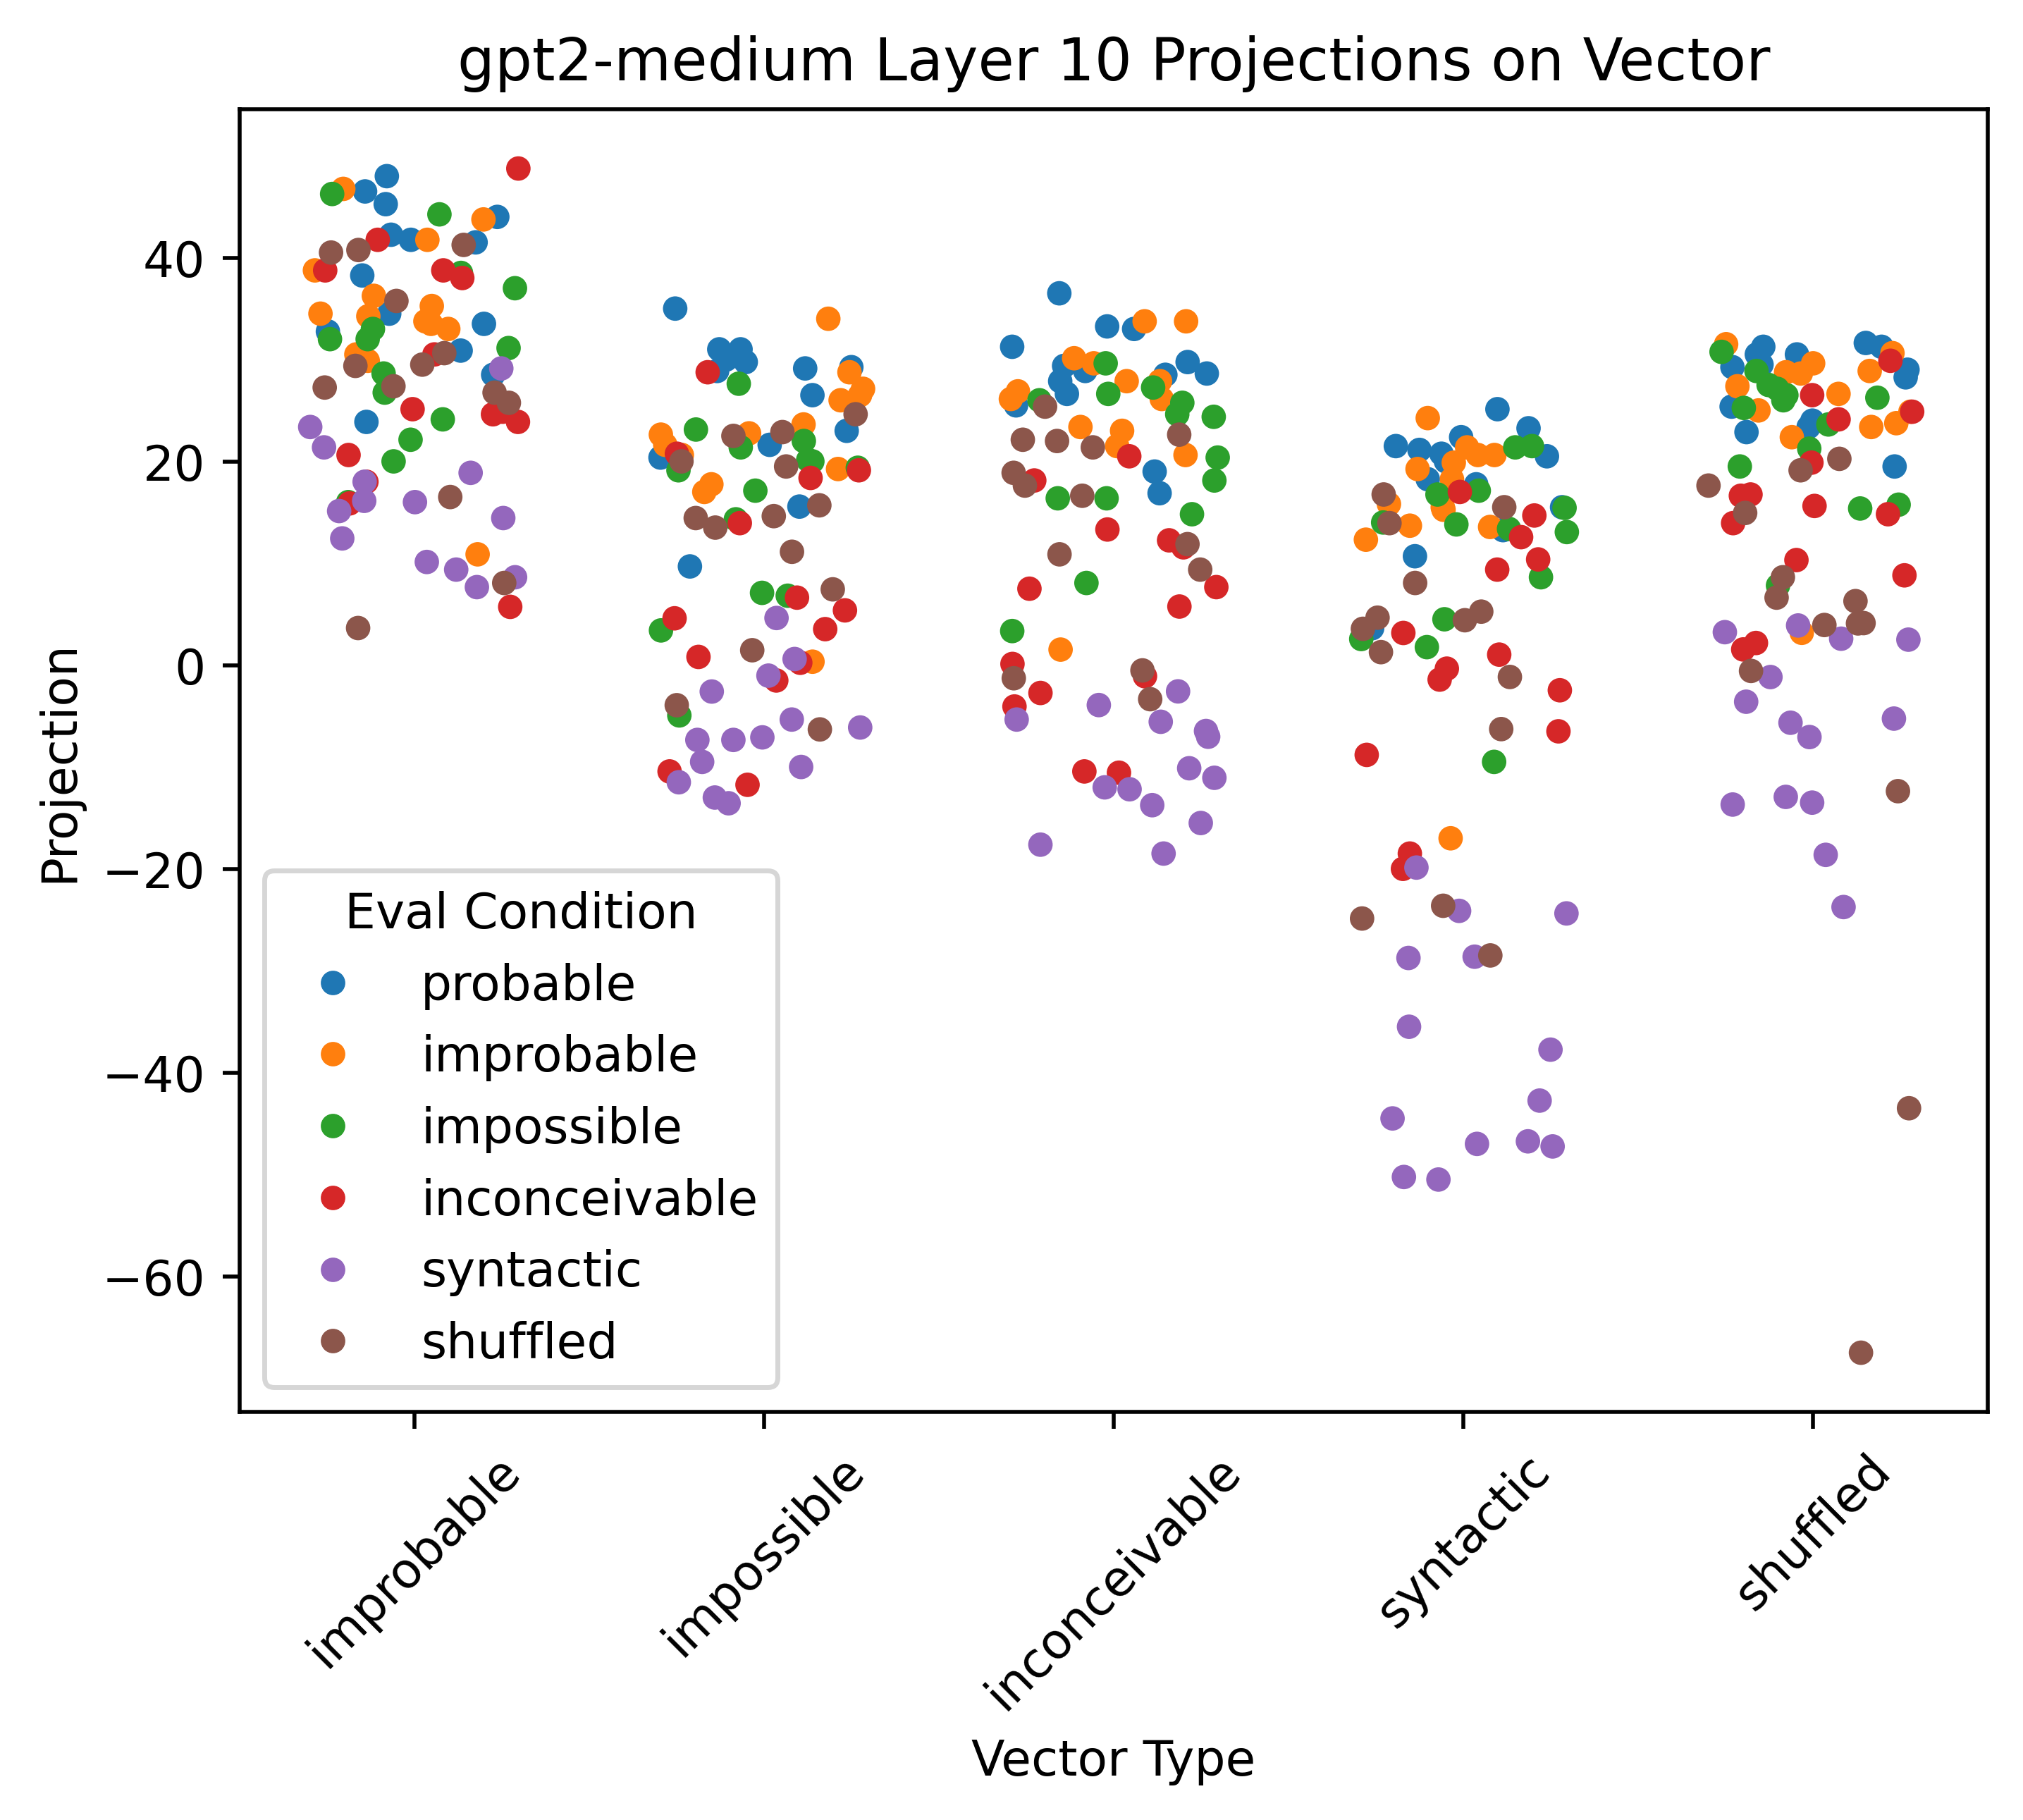 gpt2-medium Layer 10 Projections on Vector
Projection
40
20
0
−20
−40
−60
Eval Condition
probable
improbable
impossible
inconceivable
syntactic
shuffled
improbable
impossible
inconceivable
syntactic
shuffled
Vector Type